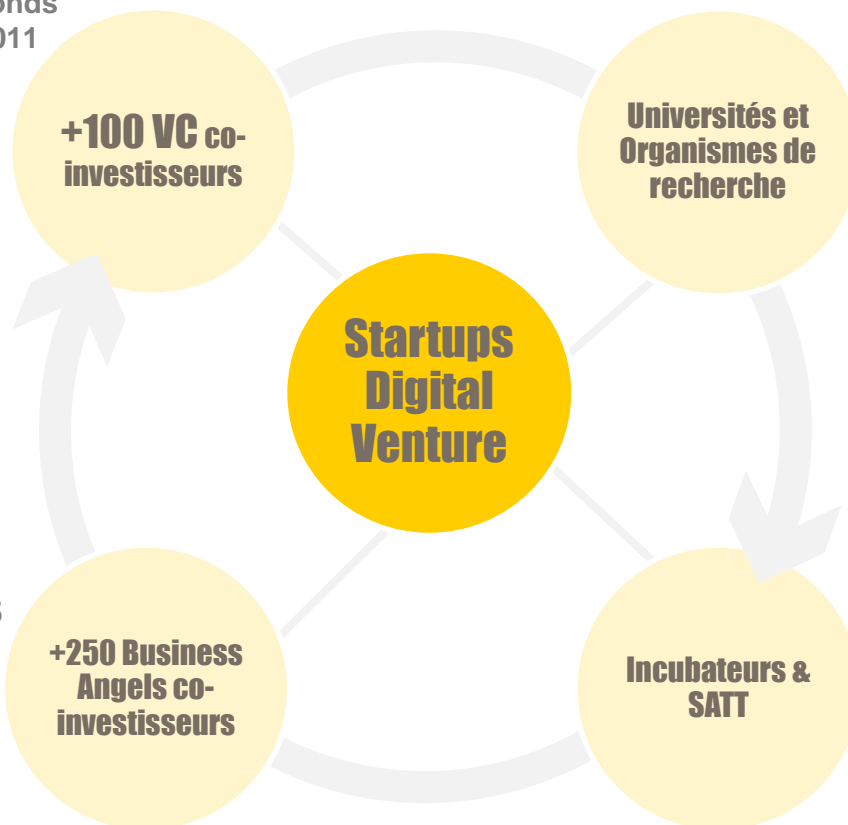 +100 VC co-
investisseurs
Universités et
Organismes de
recherche
Startups
Digital
Venture
+250 Business
Angels co-
investisseurs
Incubateurs &
SATT